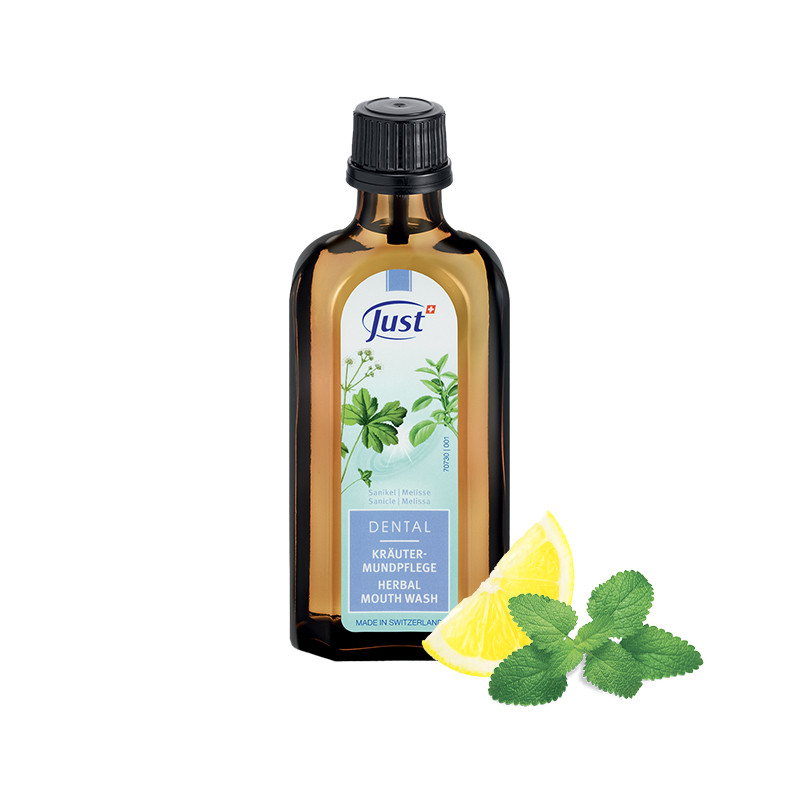 Just
70730 | 001
Sanikel | Melisse
Sanicle | Melissa
DENTAL
KRÄUTER-
MUNDPFLEGE
HERBAL
MOUTH WASH
MADE IN SWITZERLAND